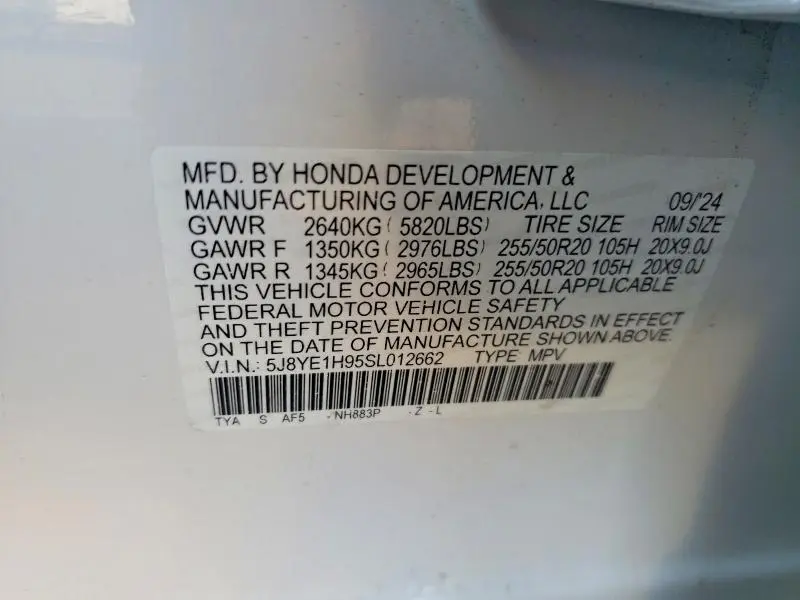 MFD. BY HONDA DEVELOPMENT &
MANUFACTURING OF AMERICA, LLC 09/'24
GVWR 2640KG ( 5820LBS) TIRE SIZE RIM SIZE
GAWR F 1350KG ( 2976LBS) 255/50R20 105H 20X9.0J
GAWR R 1345KG ( 2965LBS) 255/50R20 105H 20X9.0J
THIS VEHICLE CONFORMS TO ALL APPLICABLE
FEDERAL MOTOR VEHICLE SAFETY
AND THEFT PREVENTION STANDARDS IN EFFECT
ON THE DATE OF MANUFACTURE SHOWN ABOVE.
V.I.N.: 5J8YE1H95SL012662 TYPE: MPV
TYA S AF5 - NH883P - Z - L